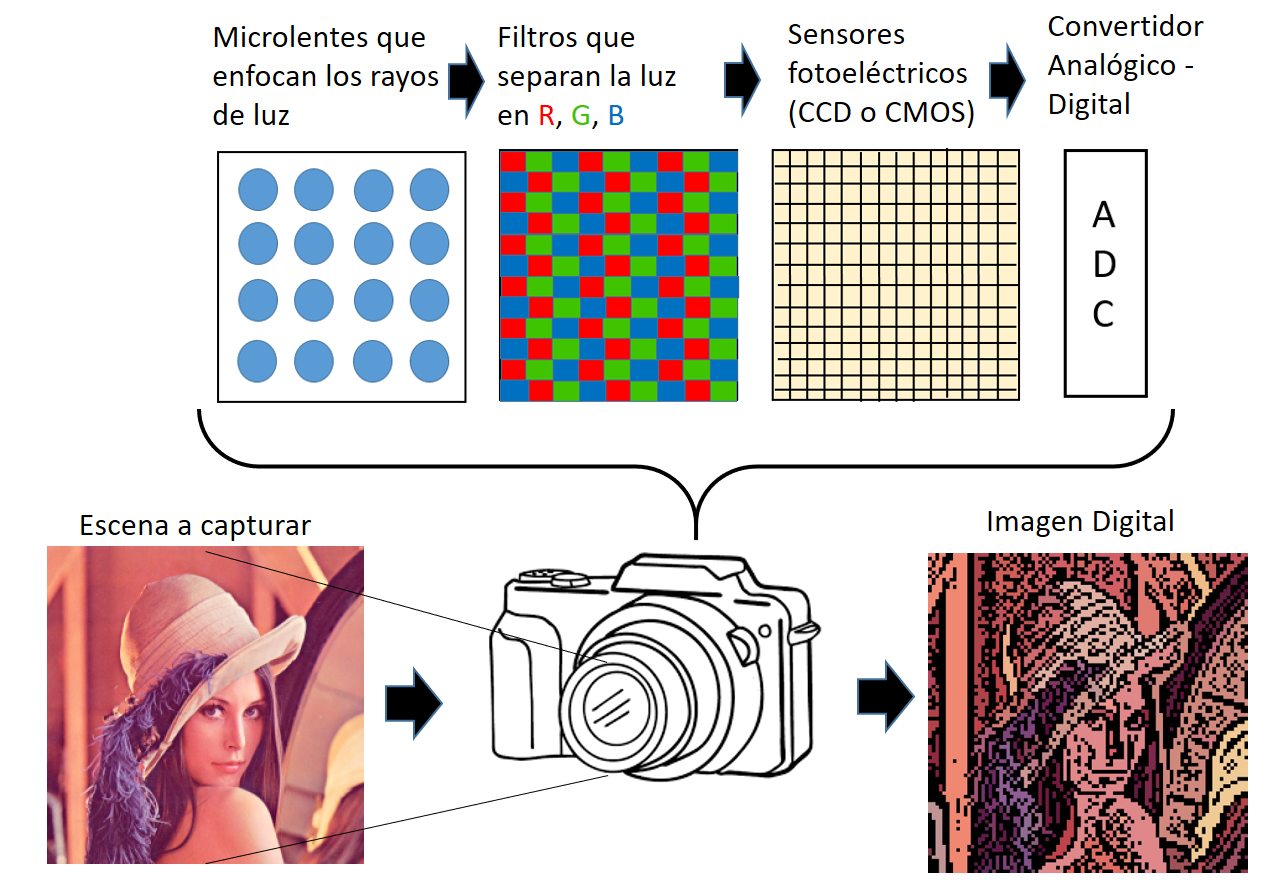 Microlentes que
enfocan los rayos
de luz
Filtros que
separan la luz
en R, G, B
Sensores
fotoeléctricos
(CCD o CMOS)
Convertidor
Analógico -
Digital
A
D
C
Escena a capturar
Imagen Digital